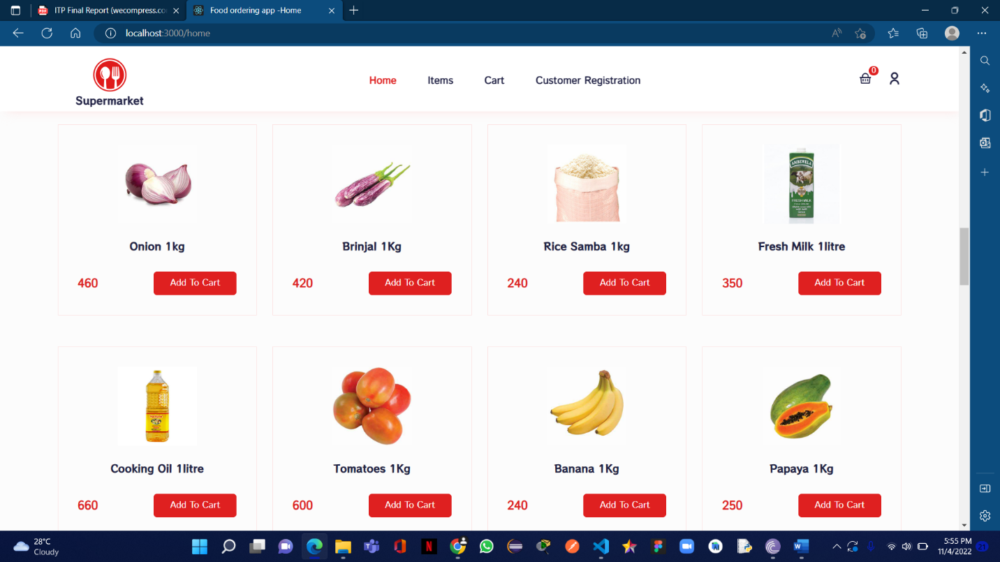 ITP Final Report (wecompress.co
Food ordering app -Home
localhost:3000/home
Supermarket
Home
Items
Cart
Customer Registration
0
Onion 1kg
460
Add To Cart
Brinjal 1Kg
420
Add To Cart
Rice Samba 1kg
240
Add To Cart
AMBEWELA
FRESH MILK
Fresh Milk 1litre
350
Add To Cart
Cooking Oil 1litre
660
Add To Cart
Tomatoes 1Kg
600
Add To Cart
Banana 1Kg
240
Add To Cart
Papaya 1Kg
250
Add To Cart
28°C
Cloudy
5:55 PM
11/4/2022
21